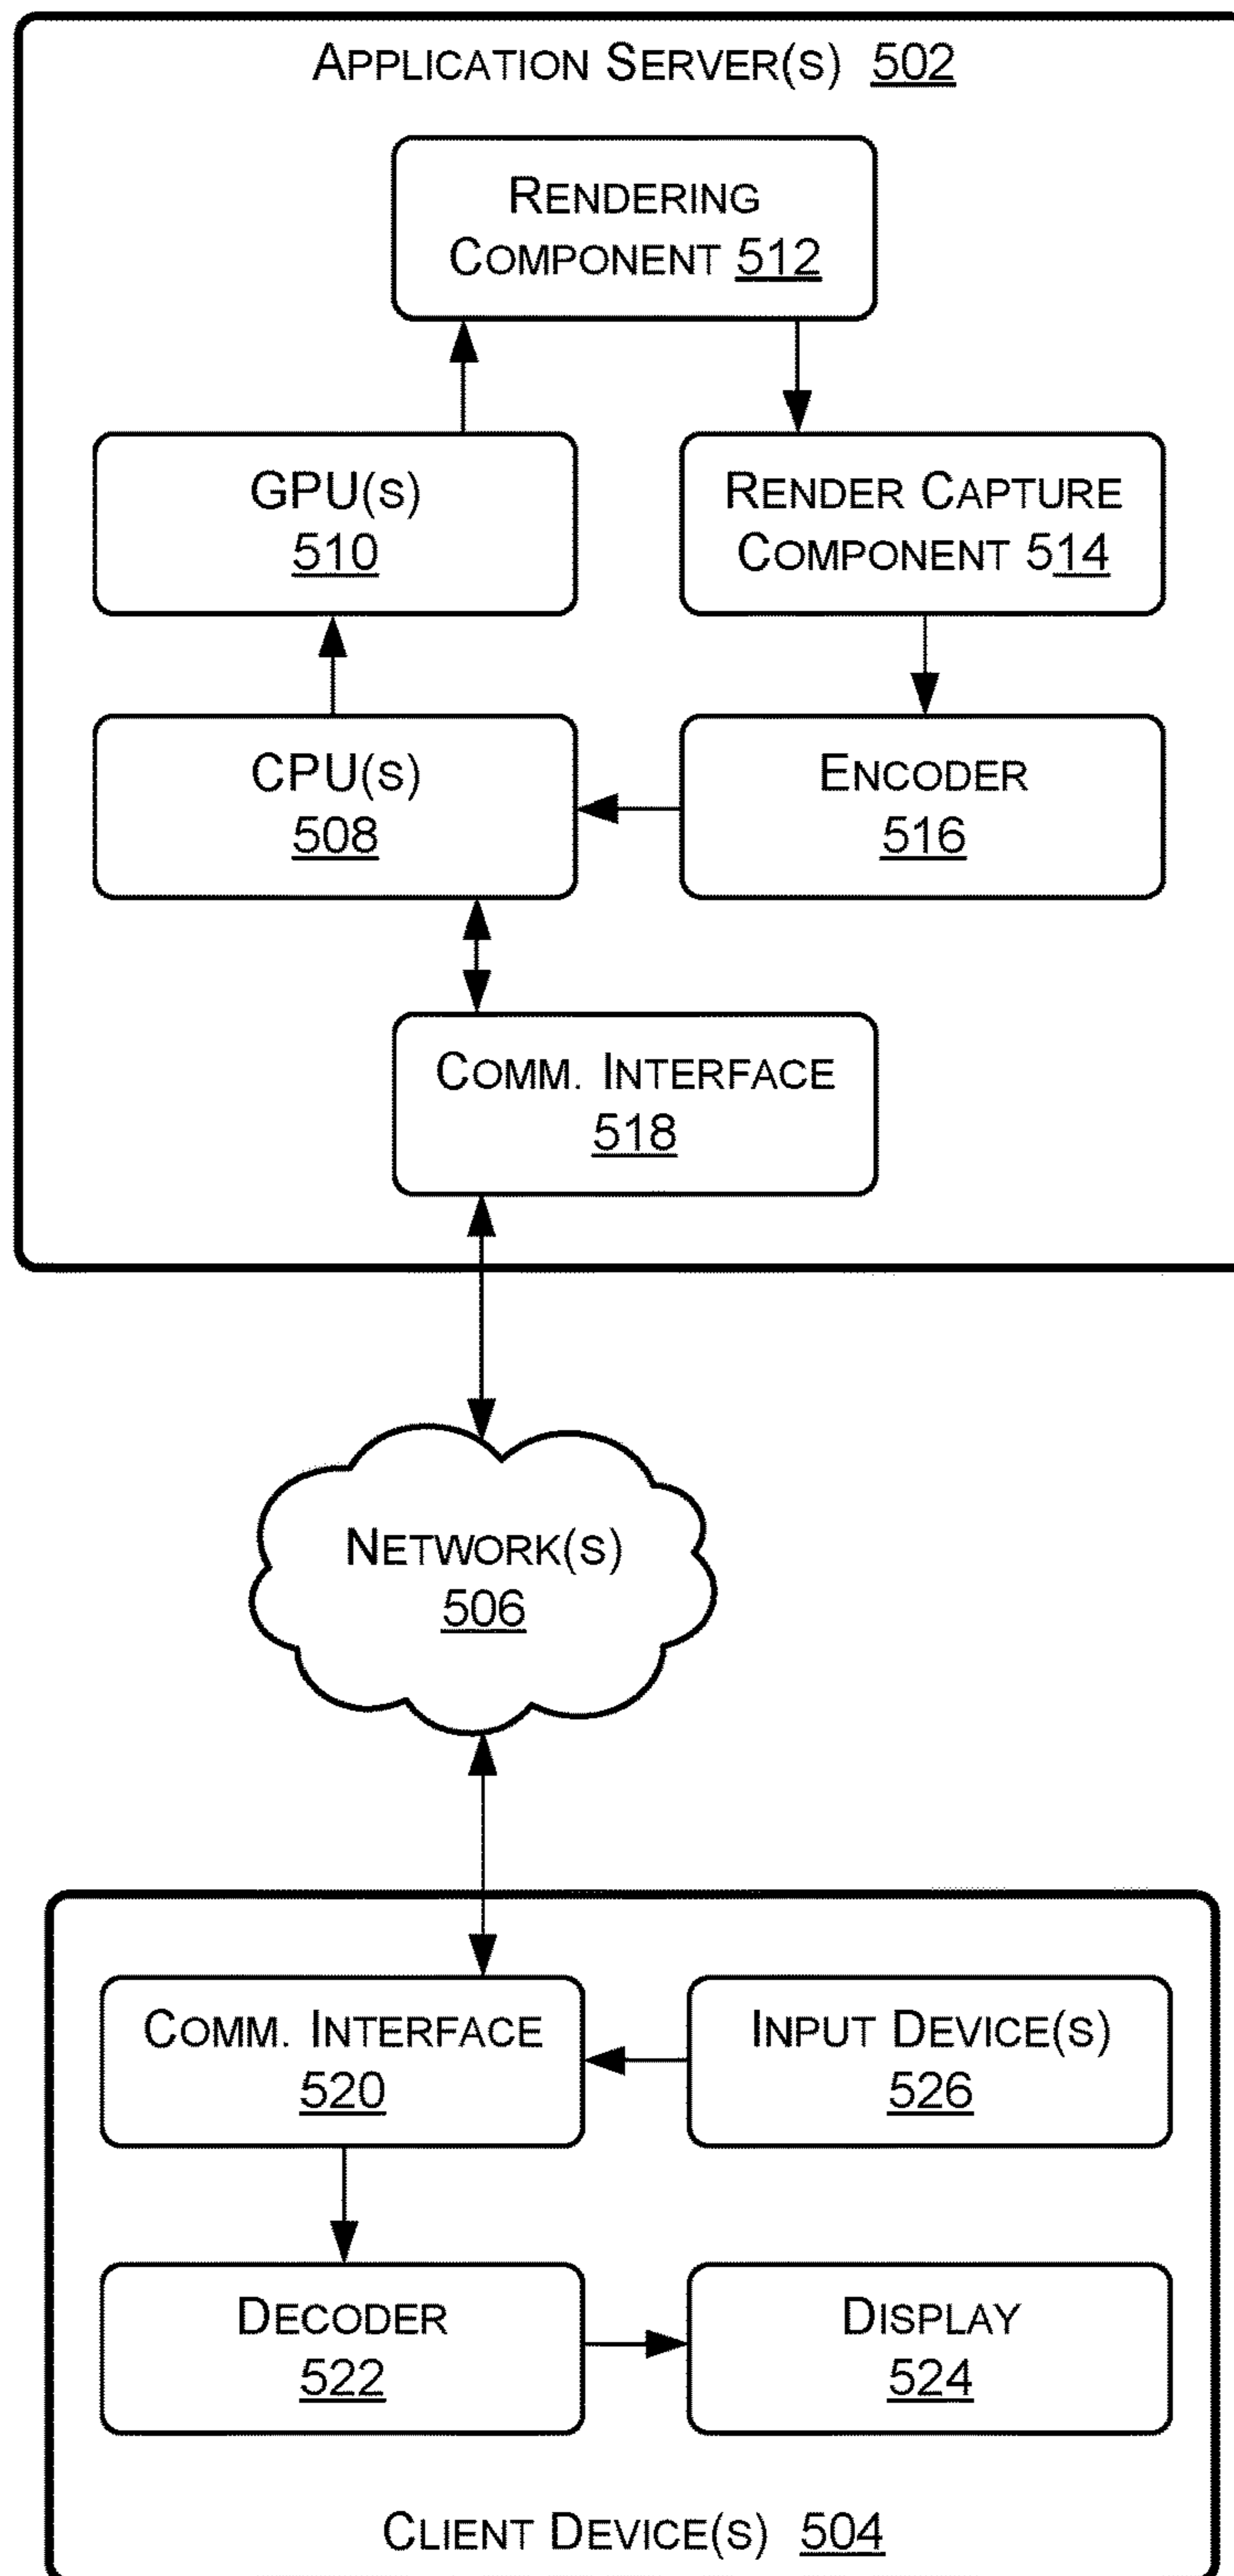 APPLICATION SERVER(S) 502
RENDERING
COMPONENT 512
GPU(S)
510
RENDER CAPTURE
COMPONENT 514
CPU(S)
508
ENCODER
516
COMM. INTERFACE
518
NETWORK(S)
506
COMM. INTERFACE
520
INPUT DEVICE(S)
526
DECODER
522
DISPLAY
524
CLIENT DEVICE(S) 504